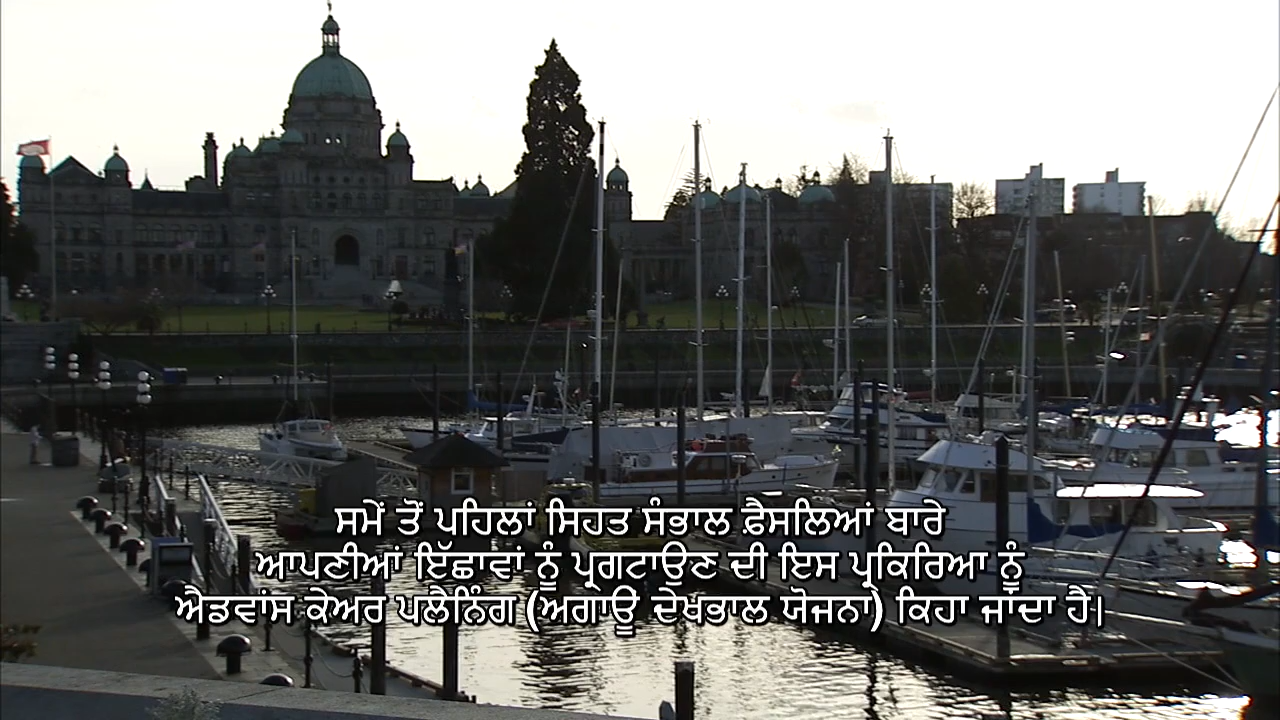 ਸਮੇਂ ਤੋਂ ਪਹਿਲਾਂ ਸਿਹਤ ਸੰਭਾਲ ਫ਼ੈਸਲਿਆਂ ਬਾਰੇ
ਆਪਣੀਆਂ ਇੱਛਾਵਾਂ ਨੂੰ ਪ੍ਰਗਟਾਉਣ ਦੀ ਇਸ ਪ੍ਰਕਿਰਿਆ ਨੂੰ
ਐਡਵਾਂਸ ਕੇਅਰ ਪਲੈਨਿੰਗ (ਅਗਾਊ ਦੇਖਭਾਲ ਯੋਜਨਾ) ਕਿਹਾ ਜਾਂਦਾ ਹੈ।